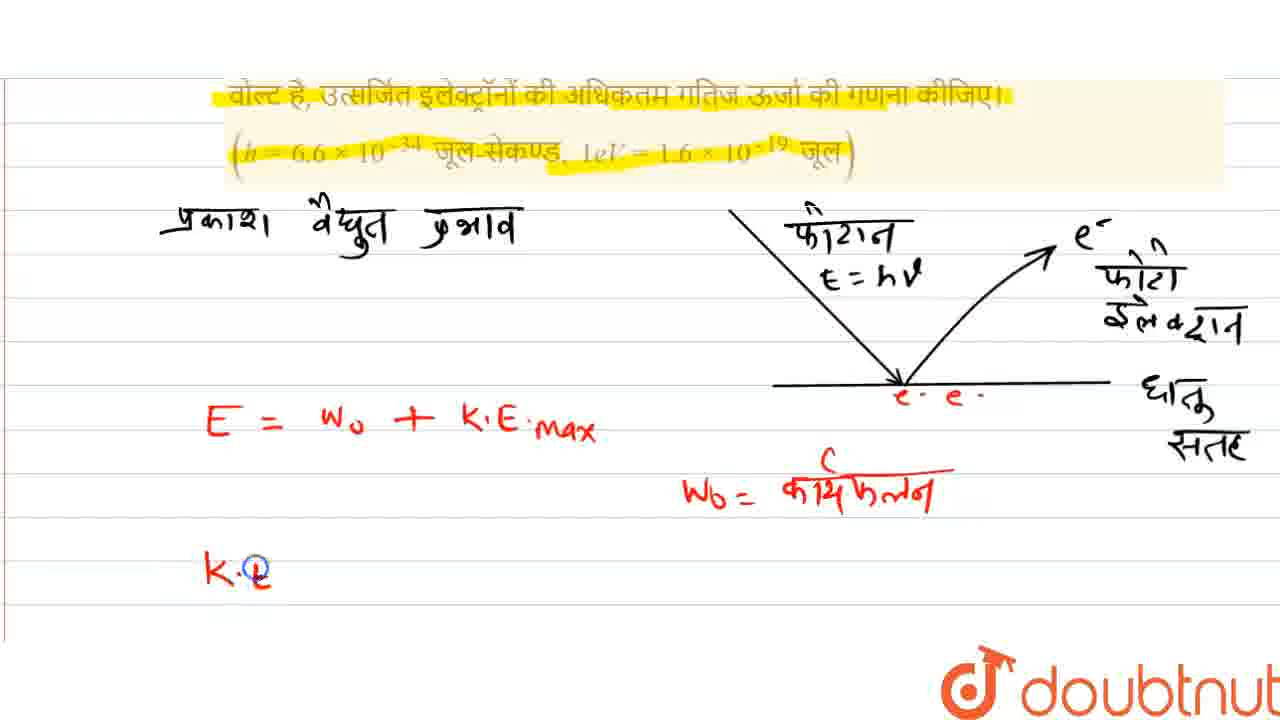 वोल्ट है, उत्सर्जित इलेक्ट्रॉनों की अधिकतम गतिज ऊर्जा की गणना कीजिए।
(h = 6.6 × 10⁻³⁴ जूल-सेकण्ड, 1eV = 1.6 × 10⁻¹⁹ जूल)
प्रकाश वैद्युत प्रभाव
फोटान
E = hν
e⁻
फोटो
इलेक्ट्रान
e⁻ e⁻
धातु
सतह
E = W₀ + K.E.max
W₀ = कार्यफलन
K.E
doubtnut